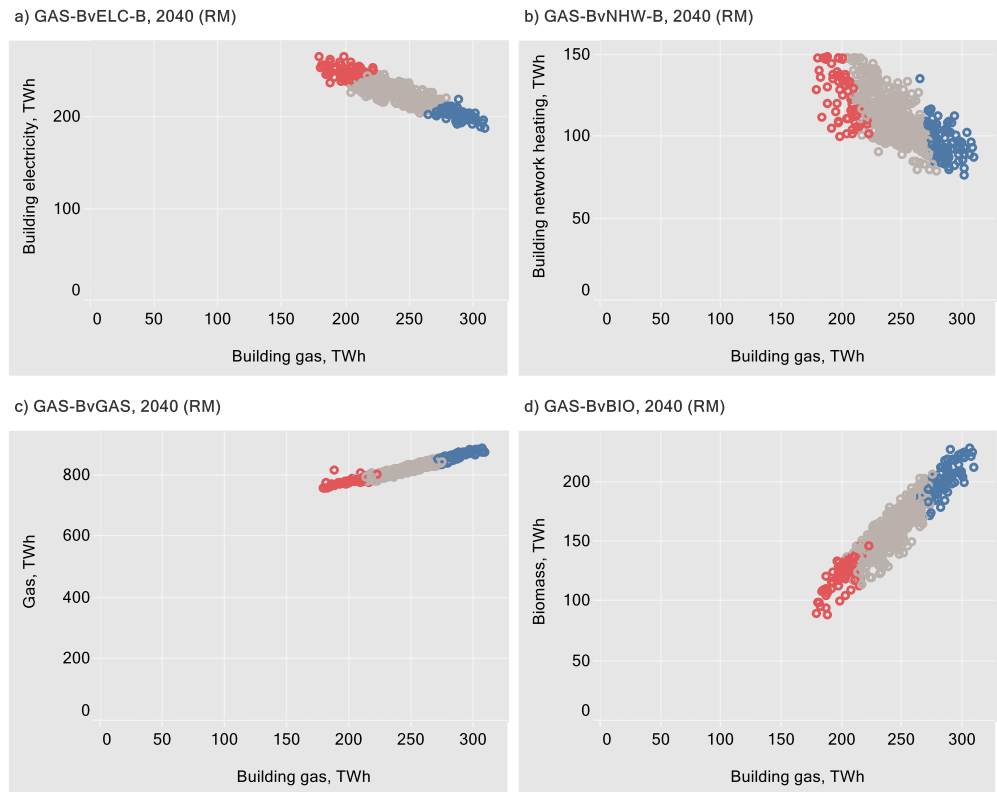 a) GAS-BvELC-B, 2040 (RM)
Building electricity, TWh
200
100
0
0 50 100 150 200 250 300
Building gas, TWh
b) GAS-BvNHW-B, 2040 (RM)
Building network heating, TWh
150
100
50
0
0 50 100 150 200 250 300
Building gas, TWh
c) GAS-BvGAS, 2040 (RM)
Gas, TWh
800
600
400
200
0
0 50 100 150 200 250 300
Building gas, TWh
d) GAS-BvBIO, 2040 (RM)
Biomass, TWh
200
150
100
50
0
0 50 100 150 200 250 300
Building gas, TWh